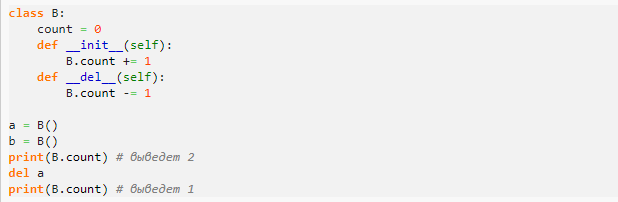 class B:
    count = 0
    def __init__(self):
        B.count += 1
    def __del__(self):
        B.count -= 1

a = B()
b = B()
print(B.count) # выведет 2
del a
print(B.count) # выведет 1